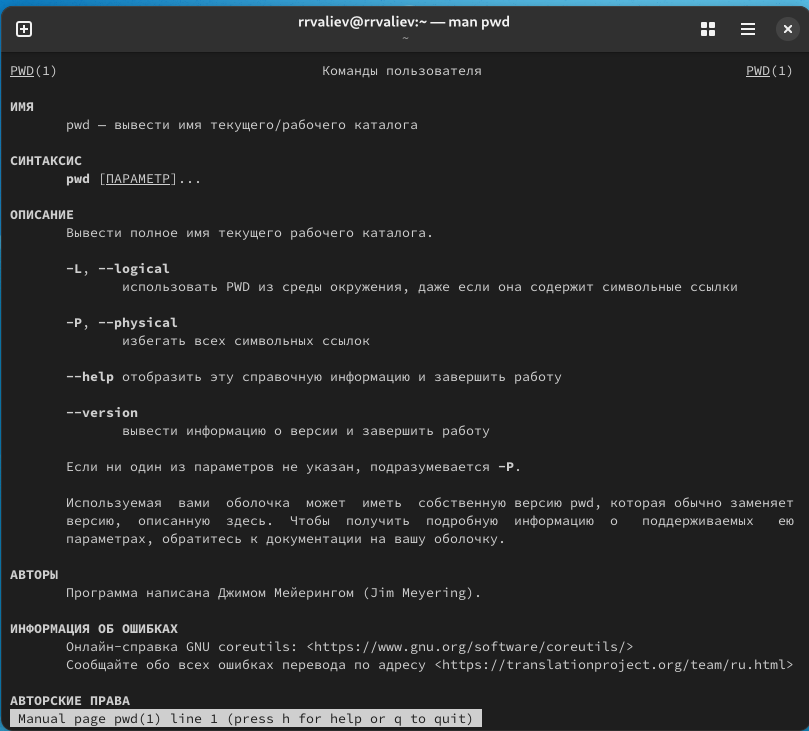 rrvaliev@rrvaliev:~ — man pwd
~
PWD(1) Команды пользователя PWD(1)
ИМЯ
pwd — вывести имя текущего/рабочего каталога
СИНТАКСИС
pwd [ПАРАМЕТР]...
ОПИСАНИЕ
Вывести полное имя текущего рабочего каталога.
-L, --logical
использовать PWD из среды окружения, даже если она содержит символьные ссылки
-P, --physical
избегать всех символьных ссылок
--help отобразить эту справочную информацию и завершить работу
--version
вывести информацию о версии и завершить работу
Если ни один из параметров не указан, подразумевается -P.
Используемая вами оболочка может иметь собственную версию pwd, которая обычно заменяет
версию, описанную здесь. Чтобы получить подробную информацию о поддерживаемых ею
параметрах, обратитесь к документации на вашу оболочку.
АВТОРЫ
Программа написана Джимом Мейерингом (Jim Meyering).
ИНФОРМАЦИЯ ОБ ОШИБКАХ
Онлайн-справка GNU coreutils: <https://www.gnu.org/software/coreutils/>
Сообщайте обо всех ошибках перевода по адресу <https://translationproject.org/team/ru.html>
АВТОРСКИЕ ПРАВА
Manual page pwd(1) line 1 (press h for help or q to quit)